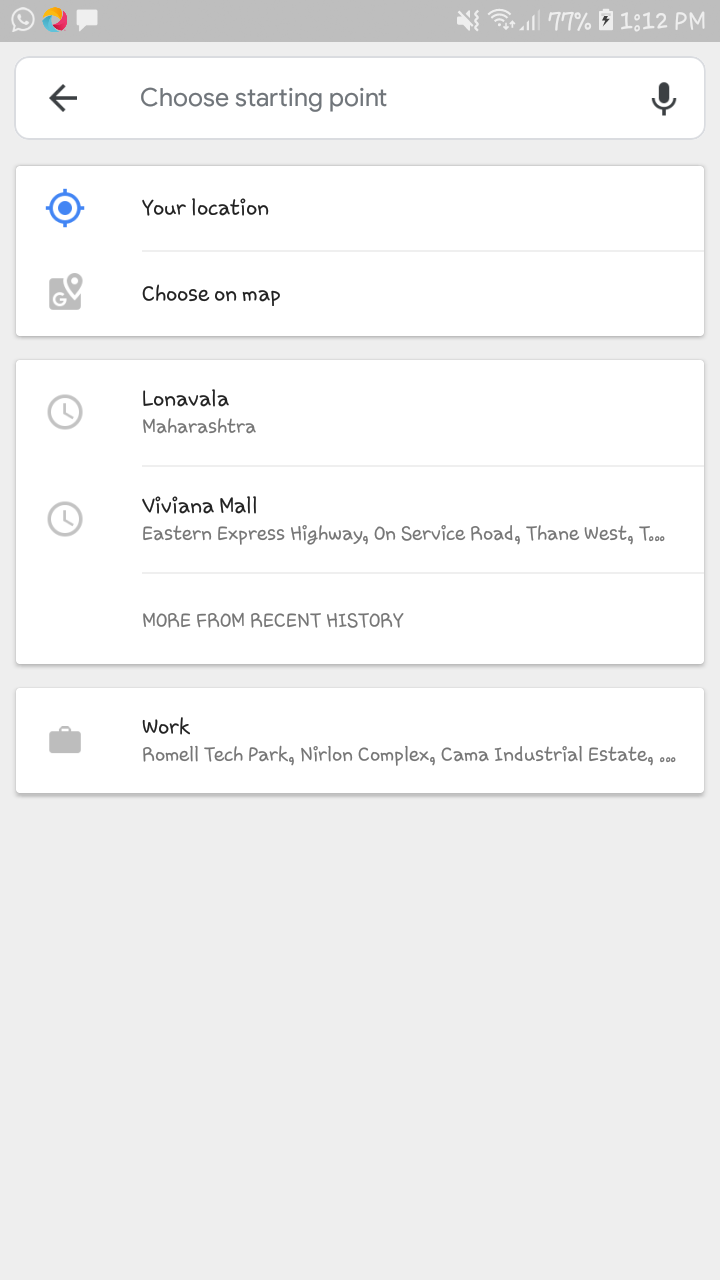 77% 1:12 PM
Choose starting point
Your location
G
Choose on map
Lonavala
Maharashtra
Viviana Mall
Eastern Express Highway, On Service Road, Thane West, T...
MORE FROM RECENT HISTORY
Work
Romell Tech Park, Nirlon Complex, Cama Industrial Estate, ...